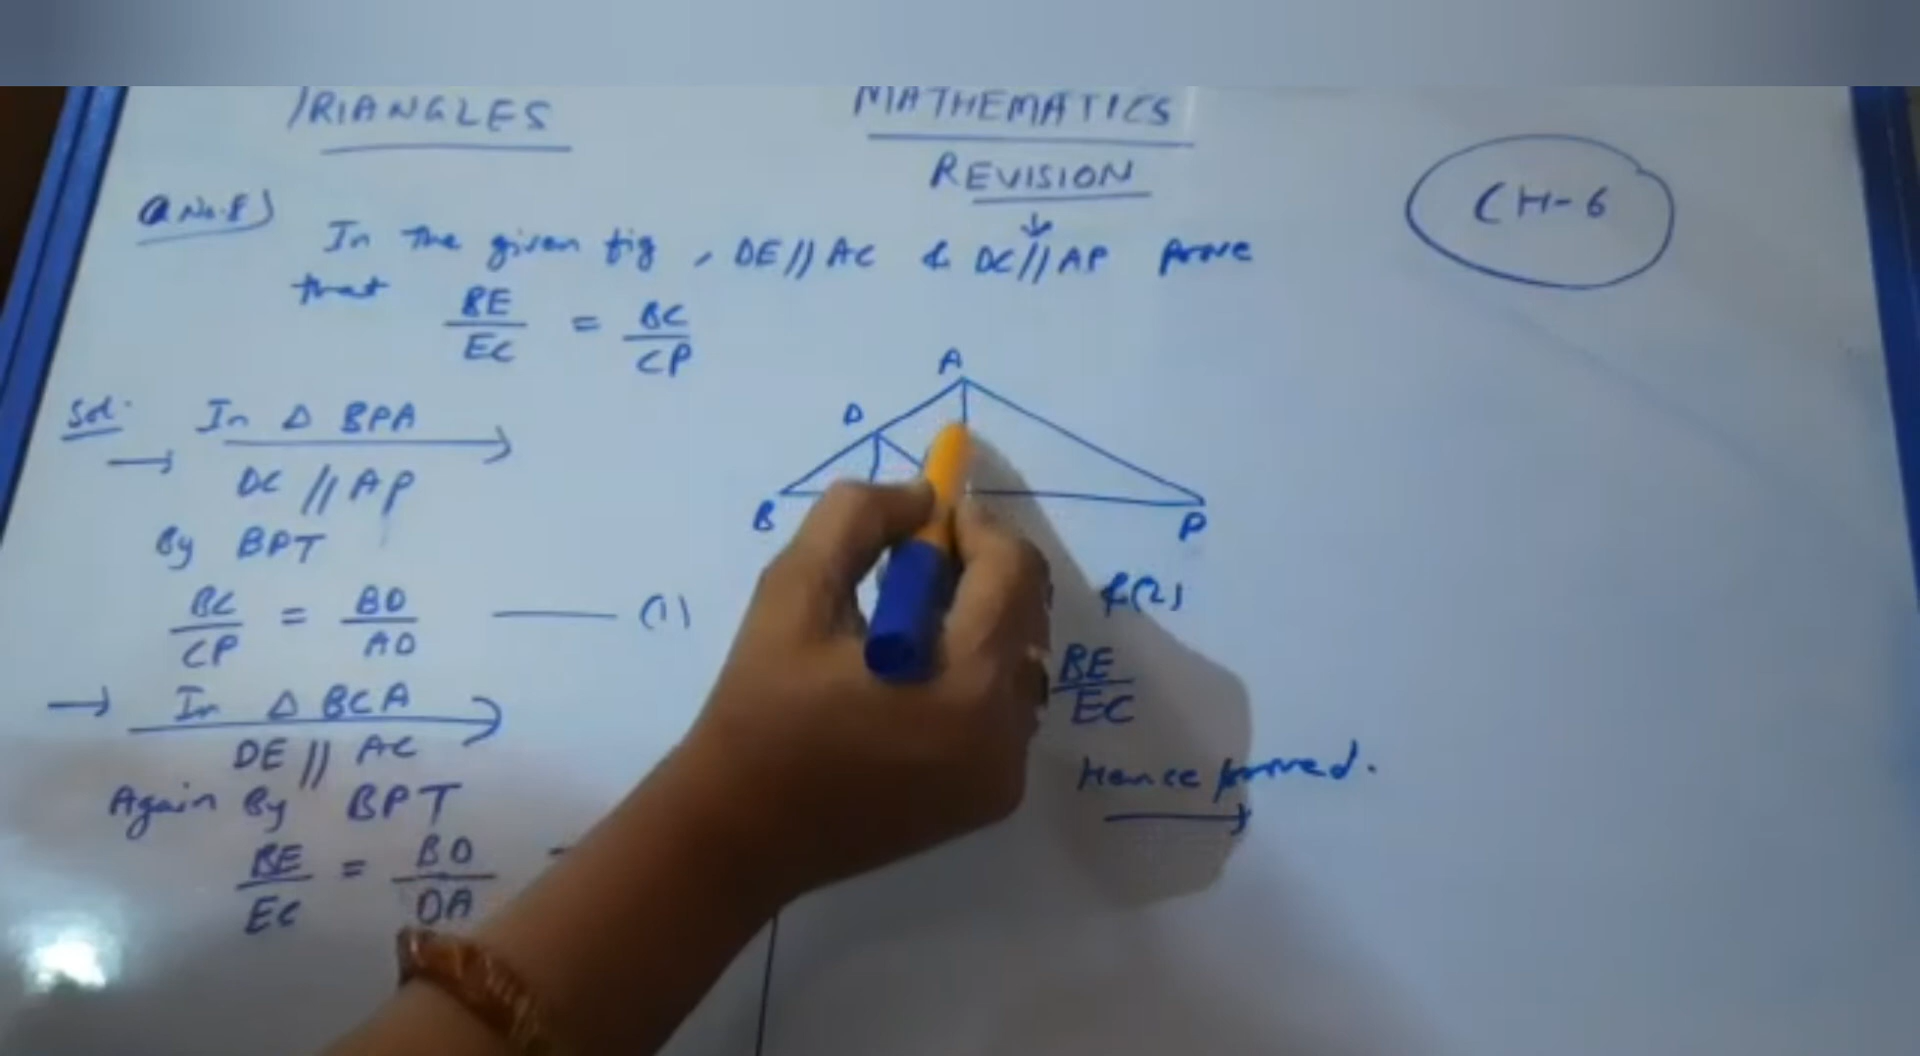 TRIANGLES
MATHEMATICS
REVISION
CH-6
Q No.8)
In the given fig, DE // AC & DC // AP prove
that BE/EC = BC/CP
Sol. In Δ BPA
DC // AP
By BPT
BC/CP = BD/AD (1)
→ In Δ BCA
DE // AC
Again By BPT
BE/EC = BD/DA
A
D
B
P
&(2)
BE/EC
Hence proved.